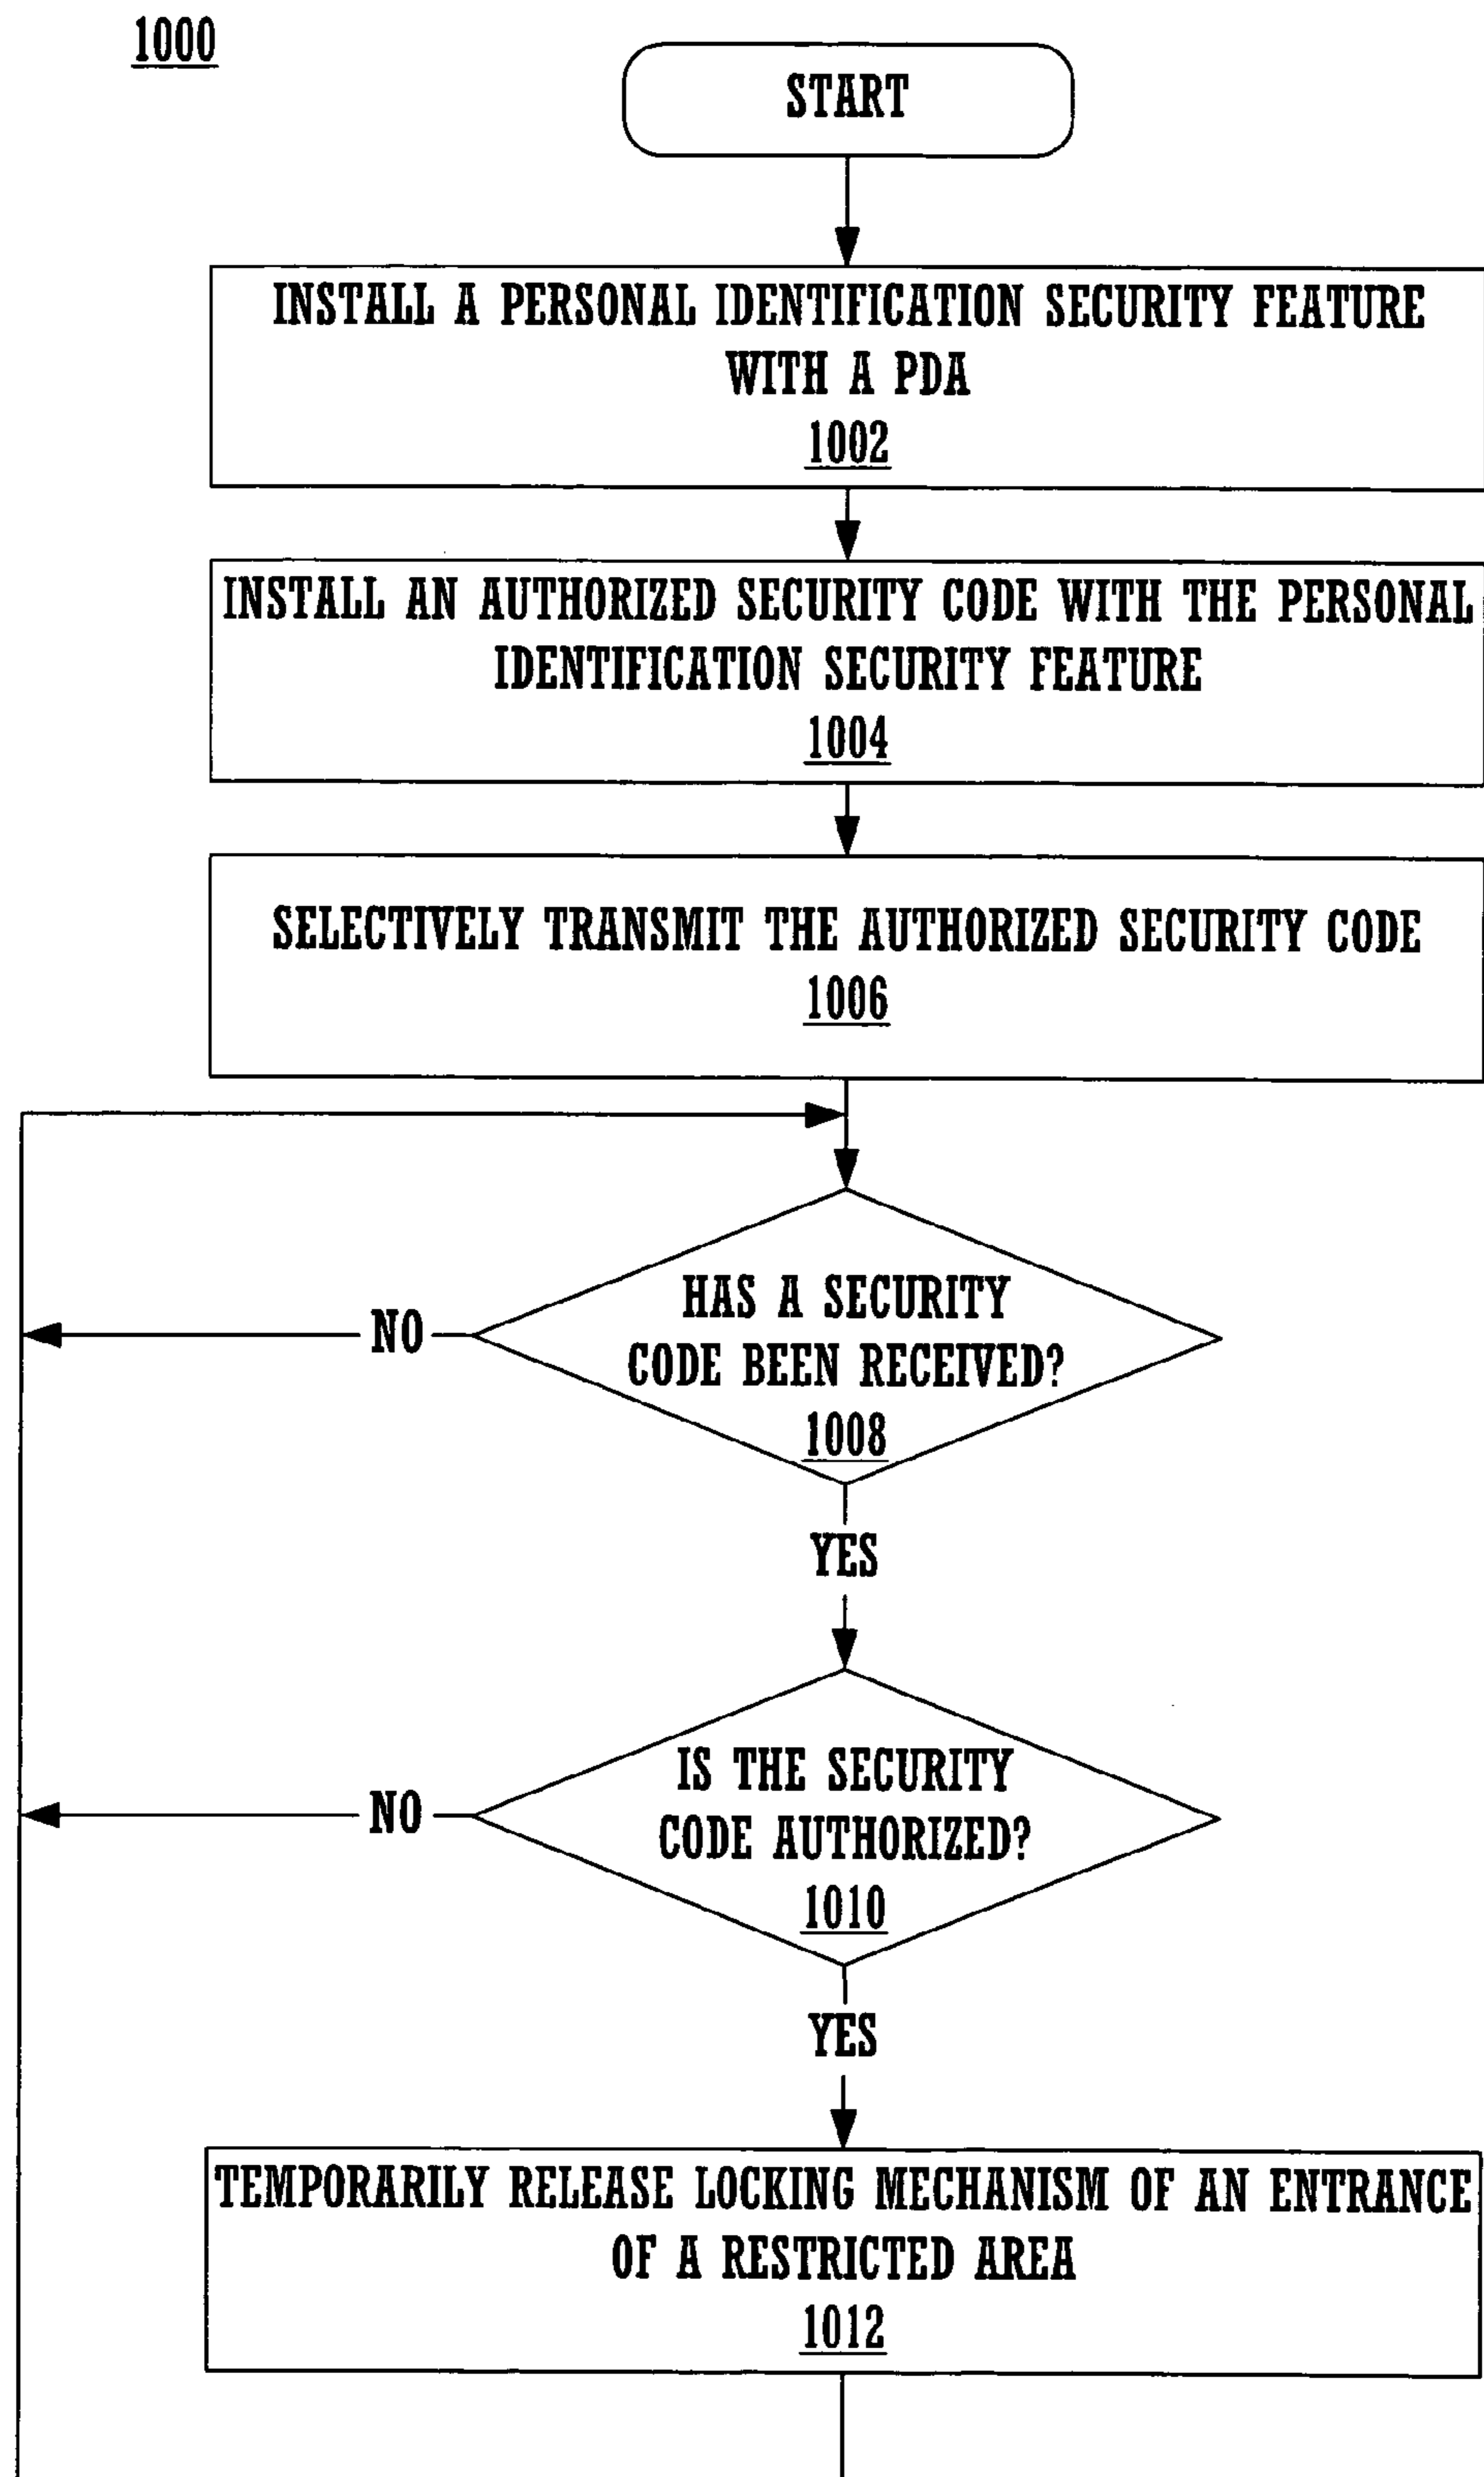 1000
START
INSTALL A PERSONAL IDENTIFICATION SECURITY FEATURE
WITH A PDA
1002
INSTALL AN AUTHORIZED SECURITY CODE WITH THE PERSONAL
IDENTIFICATION SECURITY FEATURE
1004
SELECTIVELY TRANSMIT THE AUTHORIZED SECURITY CODE
1006
HAS A SECURITY
NO
CODE BEEN RECEIVED?
1008
YES
IS THE SECURITY
NO
CODE AUTHORIZED?
1010
YES
TEMPORARILY RELEASE LOCKING MECHANISM OF AN ENTRANCE
OF A RESTRICTED AREA
1012